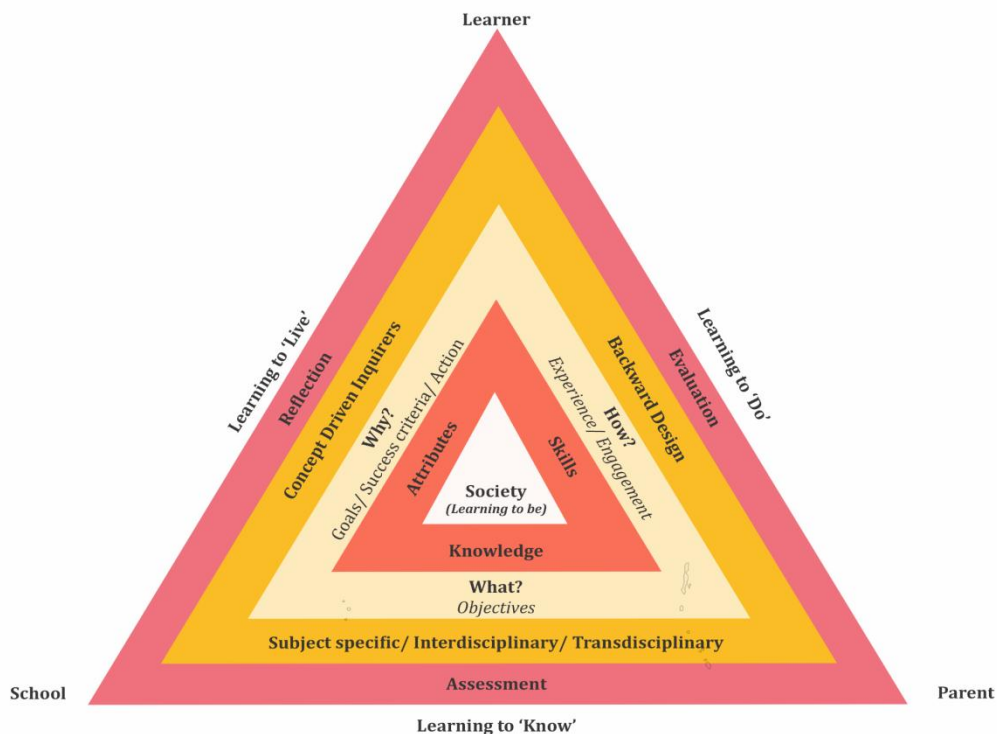 Learner
Learning to 'Live'
Reflection
Concept Driven Inquirers
Why?
Goals/ Success criteria/ Action
Attributes
Society
(Learning to be)
Skills
Experience/ Engagement
How?
Backward Design
Evaluation
Learning to 'Do'
Knowledge
What?
Objectives
Subject specific/ Interdisciplinary/ Transdisciplinary
Assessment
School
Parent
Learning to 'Know'